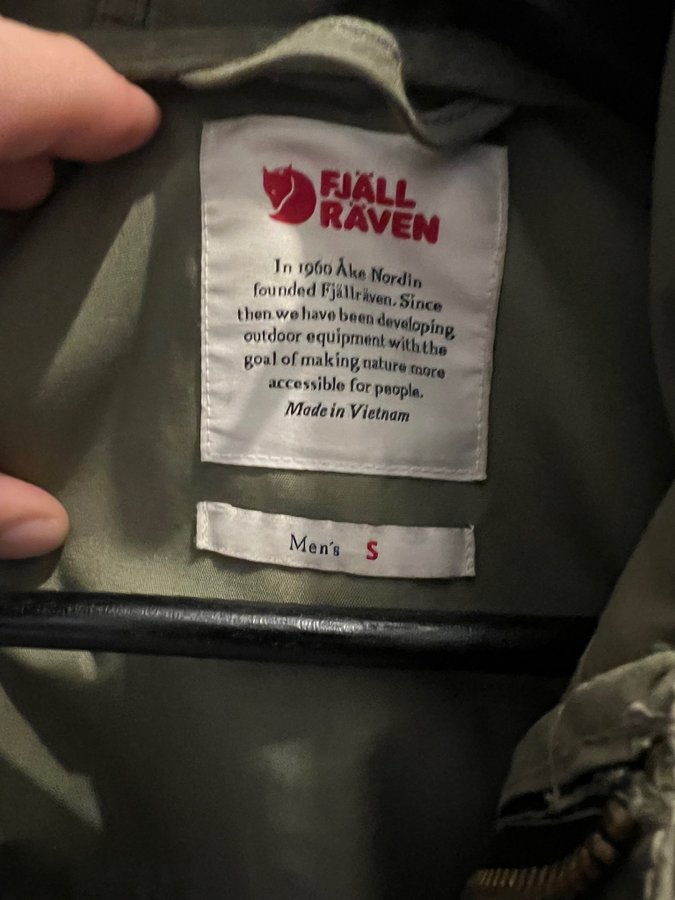 FJÄLL
RÄVEN
In 1960 Åke Nordin
founded Fjällräven. Since
then we have been developing
outdoor equipment with the
goal of making nature more
accessible for people.
Made in Vietnam
Men's S